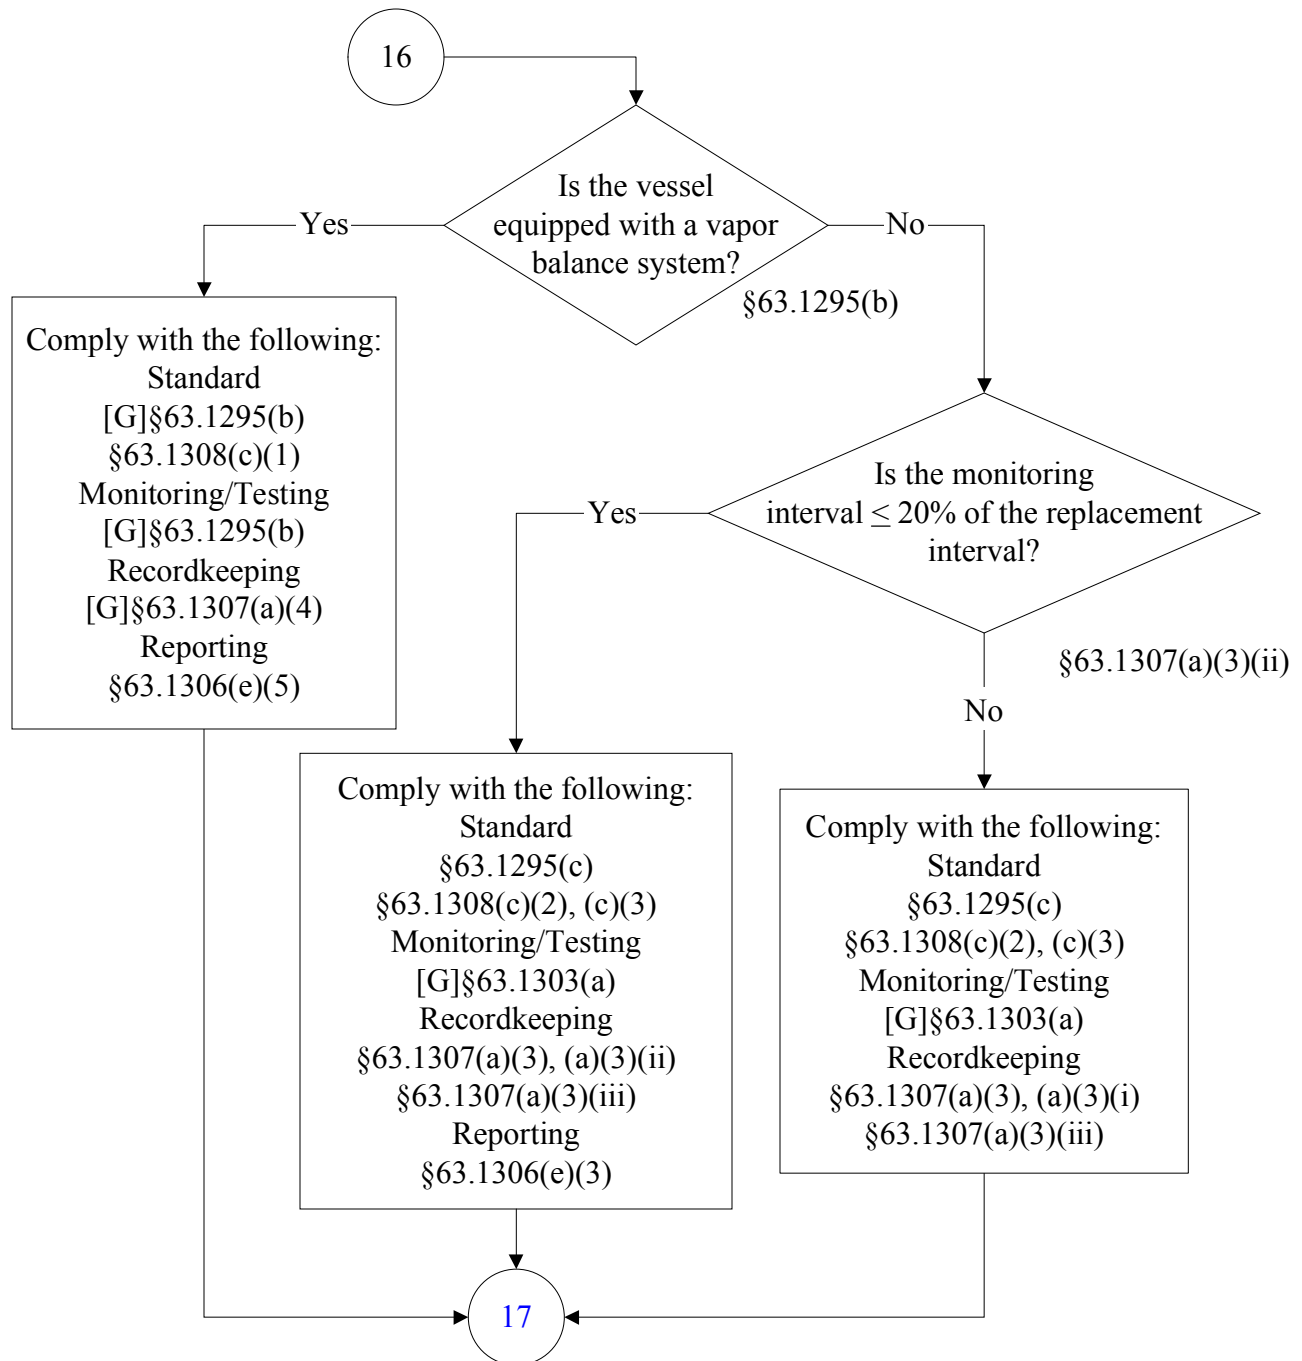 16
Is the vessel
equipped with a vapor
balance system?
Yes
No
§63.1295(b)
Comply with the following:
Standard
[G]§63.1295(b)
§63.1308(c)(1)
Monitoring/Testing
[G]§63.1295(b)
Recordkeeping
[G]§63.1307(a)(4)
Reporting
§63.1306(e)(5)
Is the monitoring
interval ≤ 20% of the replacement
interval?
Yes
§63.1307(a)(3)(ii)
No
Comply with the following:
Standard
§63.1295(c)
§63.1308(c)(2), (c)(3)
Monitoring/Testing
[G]§63.1303(a)
Recordkeeping
§63.1307(a)(3), (a)(3)(ii)
§63.1307(a)(3)(iii)
Reporting
§63.1306(e)(3)
Comply with the following:
Standard
§63.1295(c)
§63.1308(c)(2), (c)(3)
Monitoring/Testing
[G]§63.1303(a)
Recordkeeping
§63.1307(a)(3), (a)(3)(i)
§63.1307(a)(3)(iii)
17